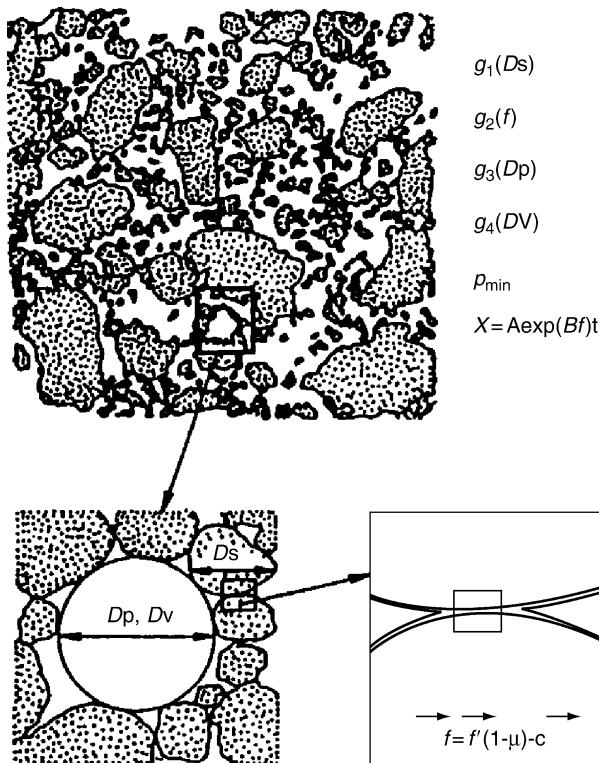 g₁(Ds)
g₂(f)
g₃(Dp)
g₄(DV)
pmin
X = Aexp(Bf)t
Ds
Dp, Dv
f = f′(1-μ)-c